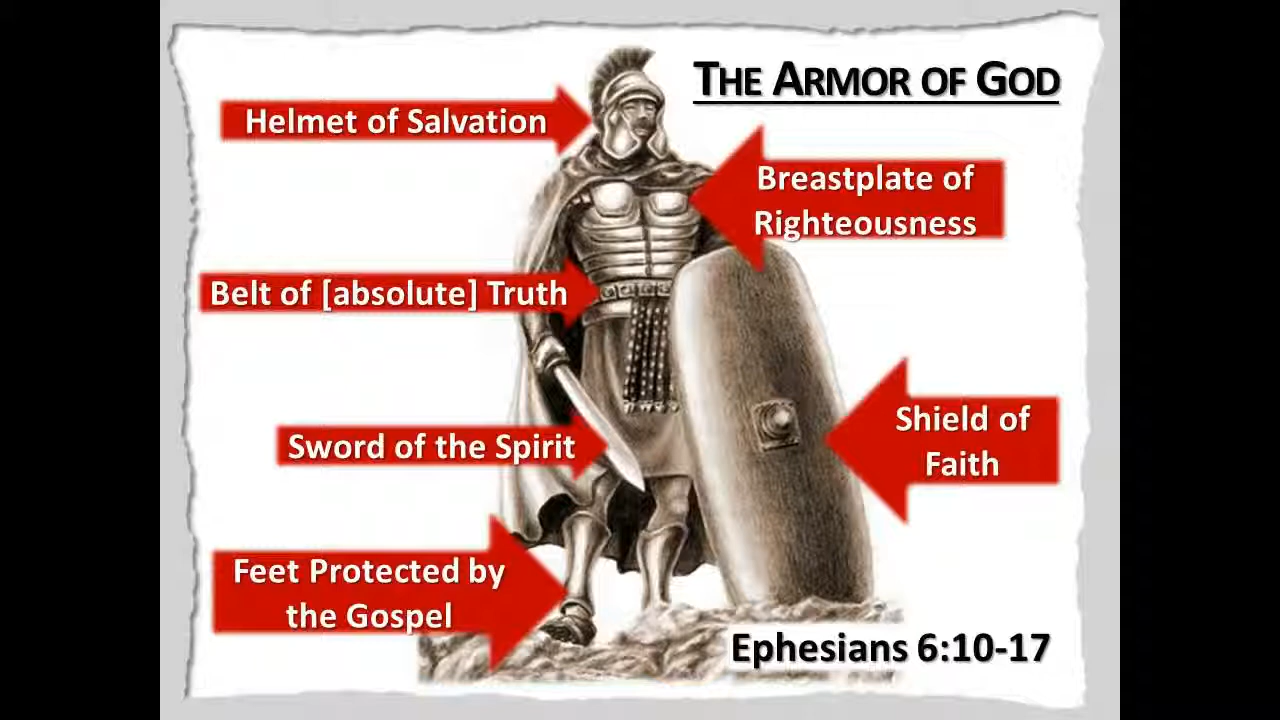 THE ARMOR OF GOD
Helmet of Salvation
Breastplate of
Righteousness
Belt of [absolute] Truth
Shield of
Faith
Sword of the Spirit
Feet Protected by
the Gospel
Ephesians 6:10-17